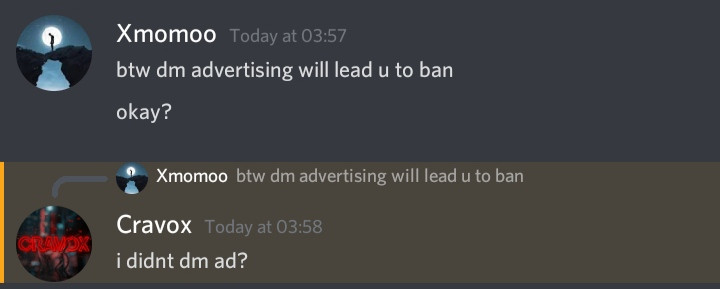 Xmomoo Today at 03:57
btw dm advertising will lead u to ban
okay?
Xmomoo btw dm advertising will lead u to ban
Cravox Today at 03:58
CRAVOX
i didnt dm ad?